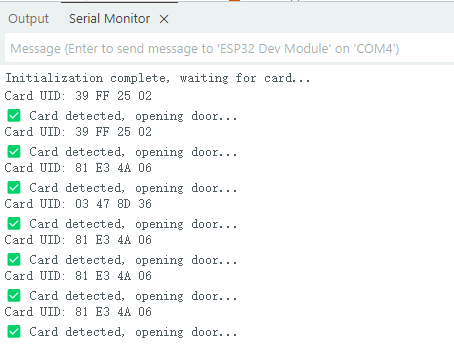 Output
Serial Monitor
Message (Enter to send message to 'ESP32 Dev Module' on 'COM4')
Initialization complete, waiting for card...
Card UID: 39 FF 25 02
✅ Card detected, opening door...
Card UID: 39 FF 25 02
✅ Card detected, opening door...
Card UID: 81 E3 4A 06
✅ Card detected, opening door...
Card UID: 03 47 8D 36
✅ Card detected, opening door...
Card UID: 81 E3 4A 06
✅ Card detected, opening door...
Card UID: 81 E3 4A 06
✅ Card detected, opening door...
Card UID: 81 E3 4A 06
✅ Card detected, opening door...